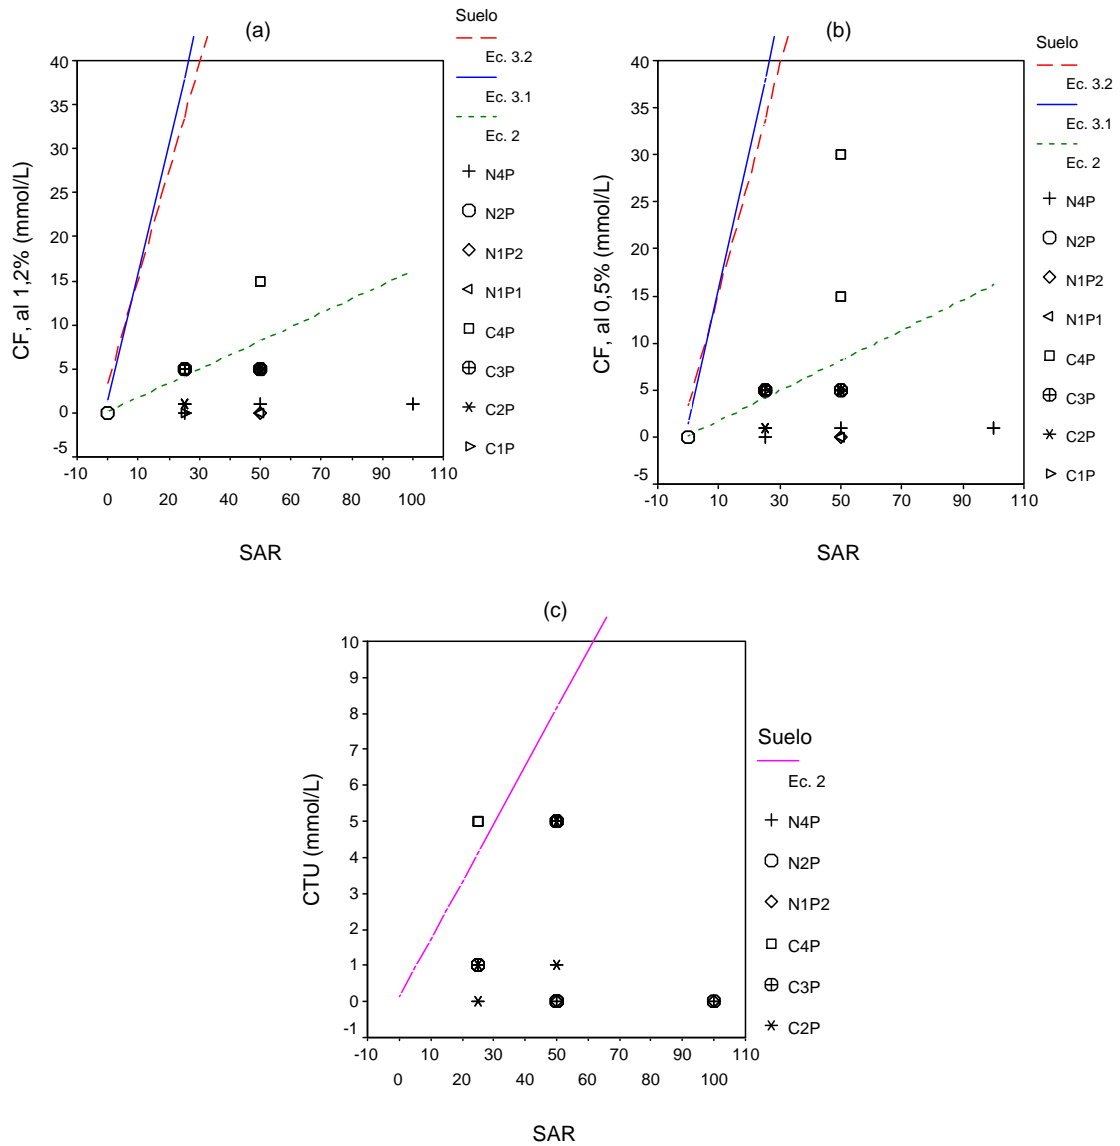 (a)
CF, al 1,2% (mmol/L)
40
35
30
25
20
15
10
5
0
-5
-10 10 30 50 70 90 110
0 20 40 60 80 100
SAR
Suelo
Ec. 3.2
Ec. 3.1
Ec. 2
N4P
N2P
N1P2
N1P1
C4P
C3P
C2P
C1P
(b)
CF, al 0,5% (mmol/L)
40
35
30
25
20
15
10
5
0
-5
-10 10 30 50 70 90 110
SAR
Suelo
Ec. 3.2
Ec. 3.1
Ec. 2
N4P
N2P
N1P2
N1P1
C4P
C3P
C2P
C1P
(c)
CTU (mmol/L)
10
9
8
7
6
5
4
3
2
1
0
-1
-10 10 30 50 70 90 110
0 20 40 60 80 100
SAR
Suelo
Ec. 2
N4P
N2P
N1P2
C4P
C3P
C2P